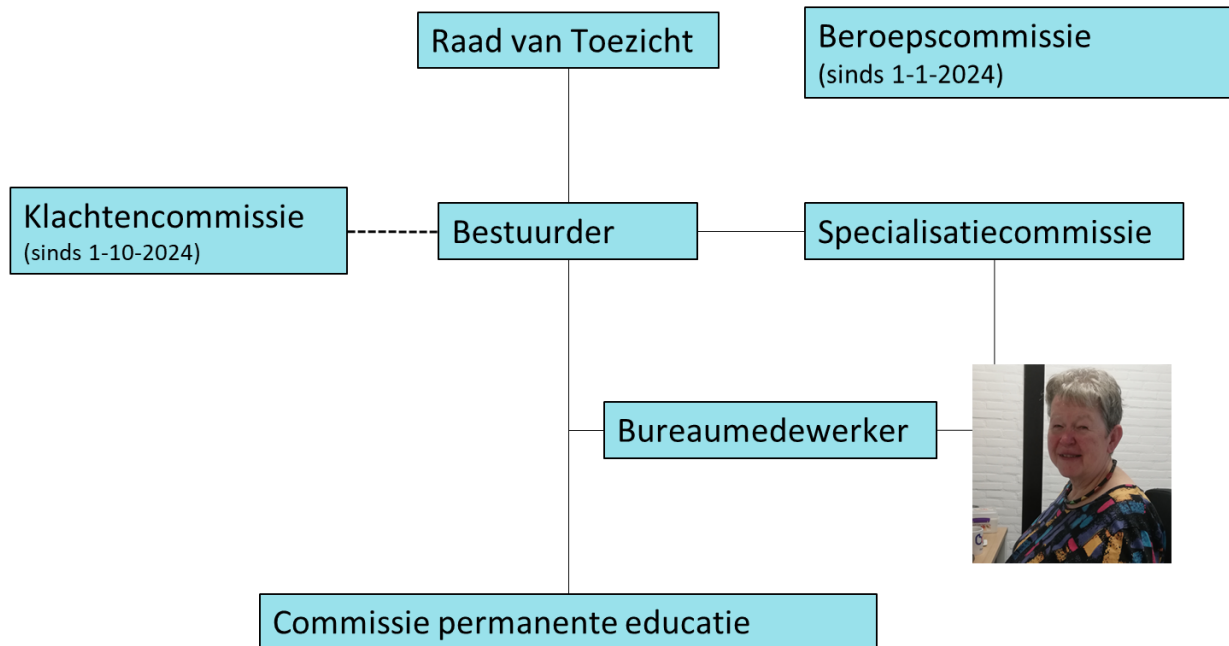 Raad van Toezicht
Beroepscommissie
(sinds 1-1-2024)
Klachtencommissie
(sinds 1-10-2024)
Bestuurder
Specialisatiecommissie
Bureaumedewerker
Commissie permanente educatie